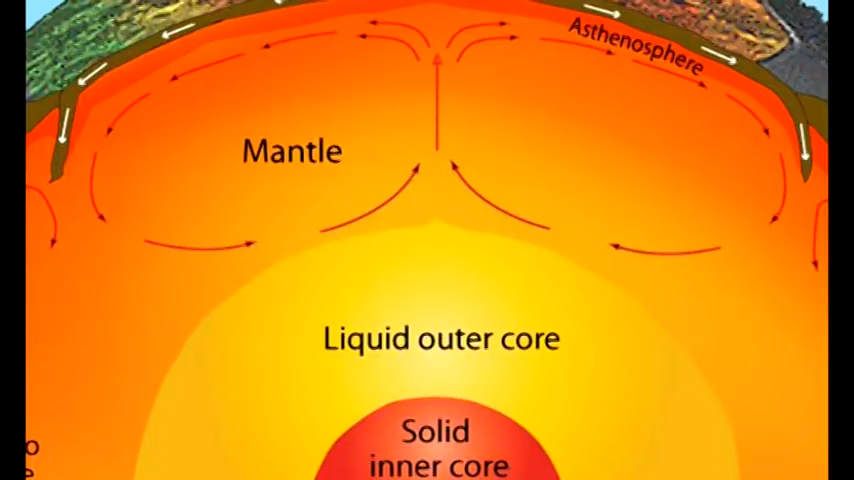 Asthenosphere
Mantle
Liquid outer core
Solid
inner core